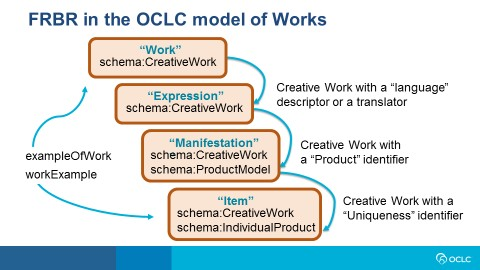 FRBR in the OCLC model of Works
“Work”
schema:CreativeWork
“Expression”
schema:CreativeWork
Creative Work with a “language”
descriptor or a translator
“Manifestation”
schema:CreativeWork
schema:ProductModel
Creative Work with
a “Product” identifier
exampleOfWork
workExample
“Item”
schema:CreativeWork
schema:IndividualProduct
Creative Work with a
“Uniqueness” identifier
OCLC